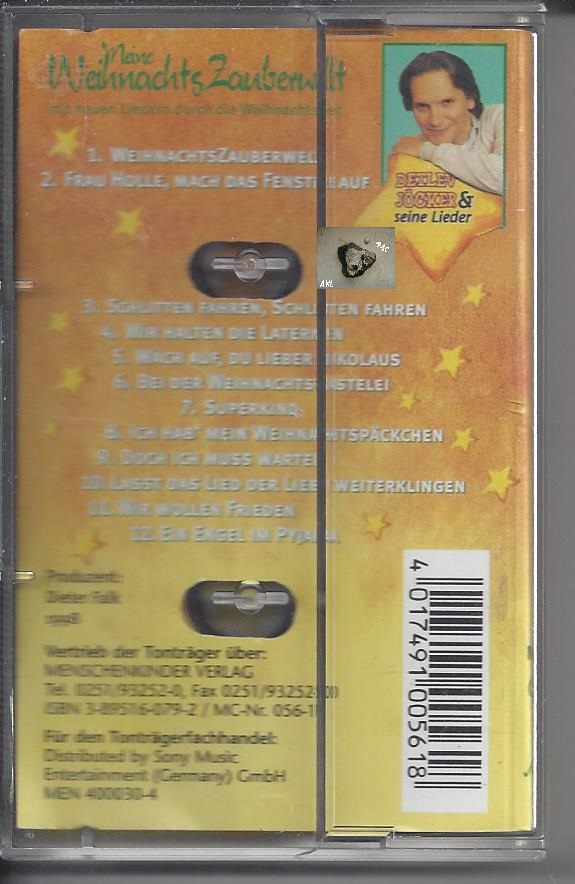 Meine
WeihnachtsZauberwelt
mit neuen Liedern durch die Weihnachtszeit
1. WeihnachtsZauberwel
2. Frau Holle, mach das Fenster auf
DETLEV
JÖCKER &
seine Lieder
PAC
AKL
3. Schlitten fahren, Schlitten fahren
4. Wir halten die Laternen
5. Wach auf, du lieber Nikolaus
6. Bei der Weihnachtsbastelei
7. Superkinq
8. Ich hab' mein Weihnachtspäckchen
9. Doch ich muss warten
10. Lasst das Lied der Liebe weiterklingen
11. Wir wollen Frieden
12. Ein Engel im Pyjama
Produzent:
Dieter Falk
1998
Vertrieb der Tonträger über:
MENSCHENKINDER VERLAG
Tel. 0251/93252-0, Fax 0251/93252-
ISBN 3-89516-079-2 / MC-Nr. 056-1
Für den Tonträgerfachhandel:
Distributed by Sony Music
Entertainment (Germany) GmbH
MEN 400030-4
4 017491 005618